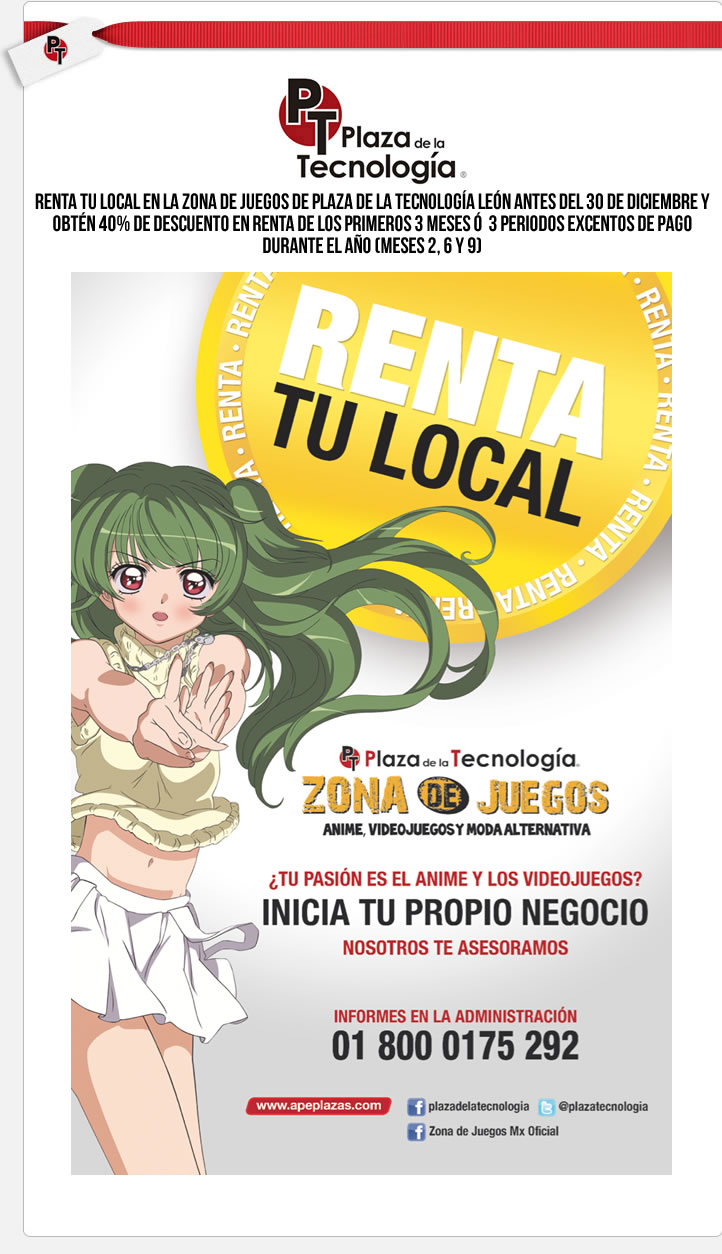 PT
PT
Plaza de la
Tecnología®
RENTA TU LOCAL EN LA ZONA DE JUEGOS DE PLAZA DE LA TECNOLOGÍA LEÓN ANTES DEL 30 DE DICIEMBRE Y
OBTÉN 40% DE DESCUENTO EN RENTA DE LOS PRIMEROS 3 MESES Ó 3 PERIODOS EXCENTOS DE PAGO
DURANTE EL AÑO (MESES 2, 6 Y 9)
RENTA · RENTA · RENTA · RENTA · RENTA · RENTA · RENTA
RENTA
TU LOCAL
PT Plaza de la Tecnología®
ZONA DE JUEGOS
ANIME, VIDEOJUEGOS Y MODA ALTERNATIVA
¿TU PASIÓN ES EL ANIME Y LOS VIDEOJUEGOS?
INICIA TU PROPIO NEGOCIO
NOSOTROS TE ASESORAMOS
INFORMES EN LA ADMINISTRACIÓN
01 800 0175 292
www.apeplazas.com
plazadelatecnologia
@plazatecnologia
Zona de Juegos Mx Oficial